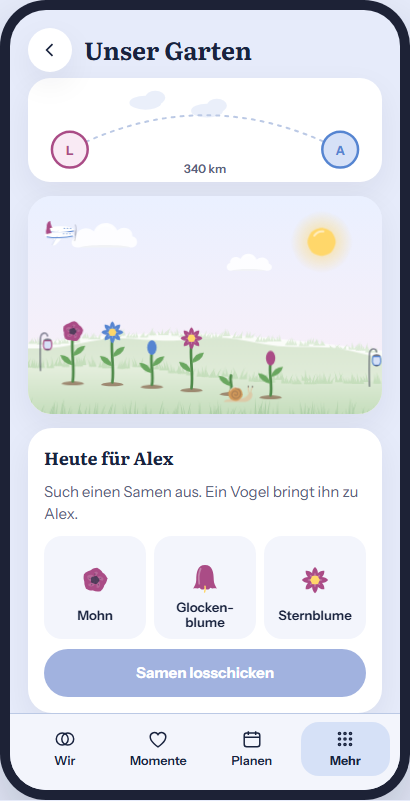 Unser Garten
L
A
340 km
Heute für Alex
Such einen Samen aus. Ein Vogel bringt ihn zu
Alex.
Mohn
Glocken-
blume
Sternblume
Samen losschicken
Wir
Momente
Planen
Mehr